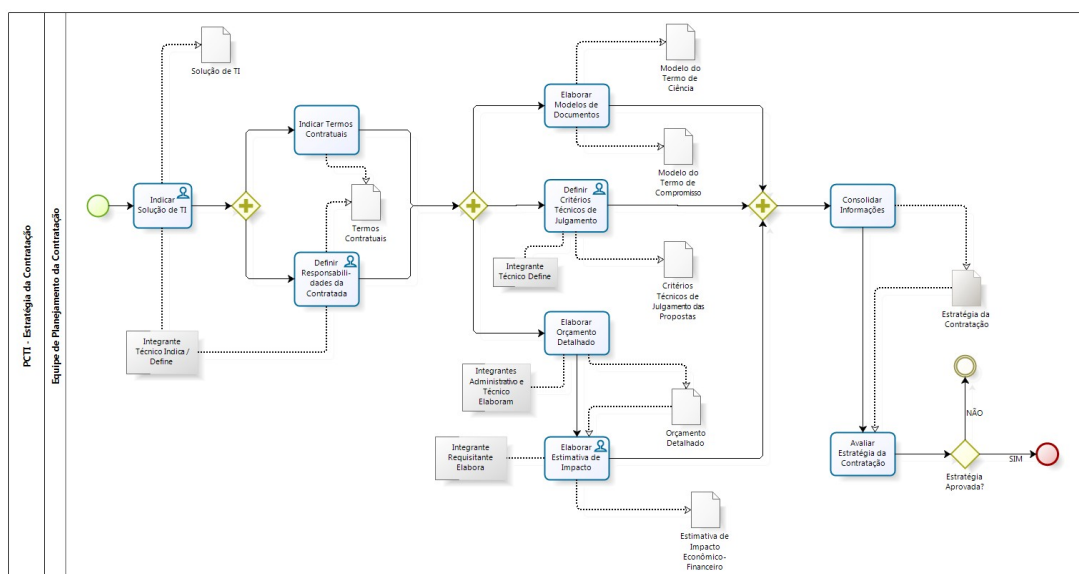 PCTI - Estratégia da Contratação
Equipe de Planejamento da Contratação
Solução de TI
Indicar
Solução de TI
Integrante
Técnico Indica /
Define
Indicar Termos
Contratuais
Termos
Contratuais
Definir
Responsabili-
dades da
Contratada
Elaborar
Modelos de
Documentos
Modelo do
Termo de
Ciência
Modelo do
Termo de
Compromisso
Definir
Critérios
Técnicos de
Julgamento
Integrante
Técnico Define
Critérios
Técnicos de
Julgamento das
Propostas
Elaborar
Orçamento
Detalhado
Integrantes
Administrativo e
Técnico
Elaboram
Orçamento
Detalhado
Integrante
Requisitante
Elabora
Elaborar
Estimativa de
Impacto
Estimativa de
Impacto
Econômico-
Financeiro
Consolidar
Informações
Estratégia da
Contratação
Avaliar
Estratégia da
Contratação
NÃO
SIM
Estratégia
Aprovada?